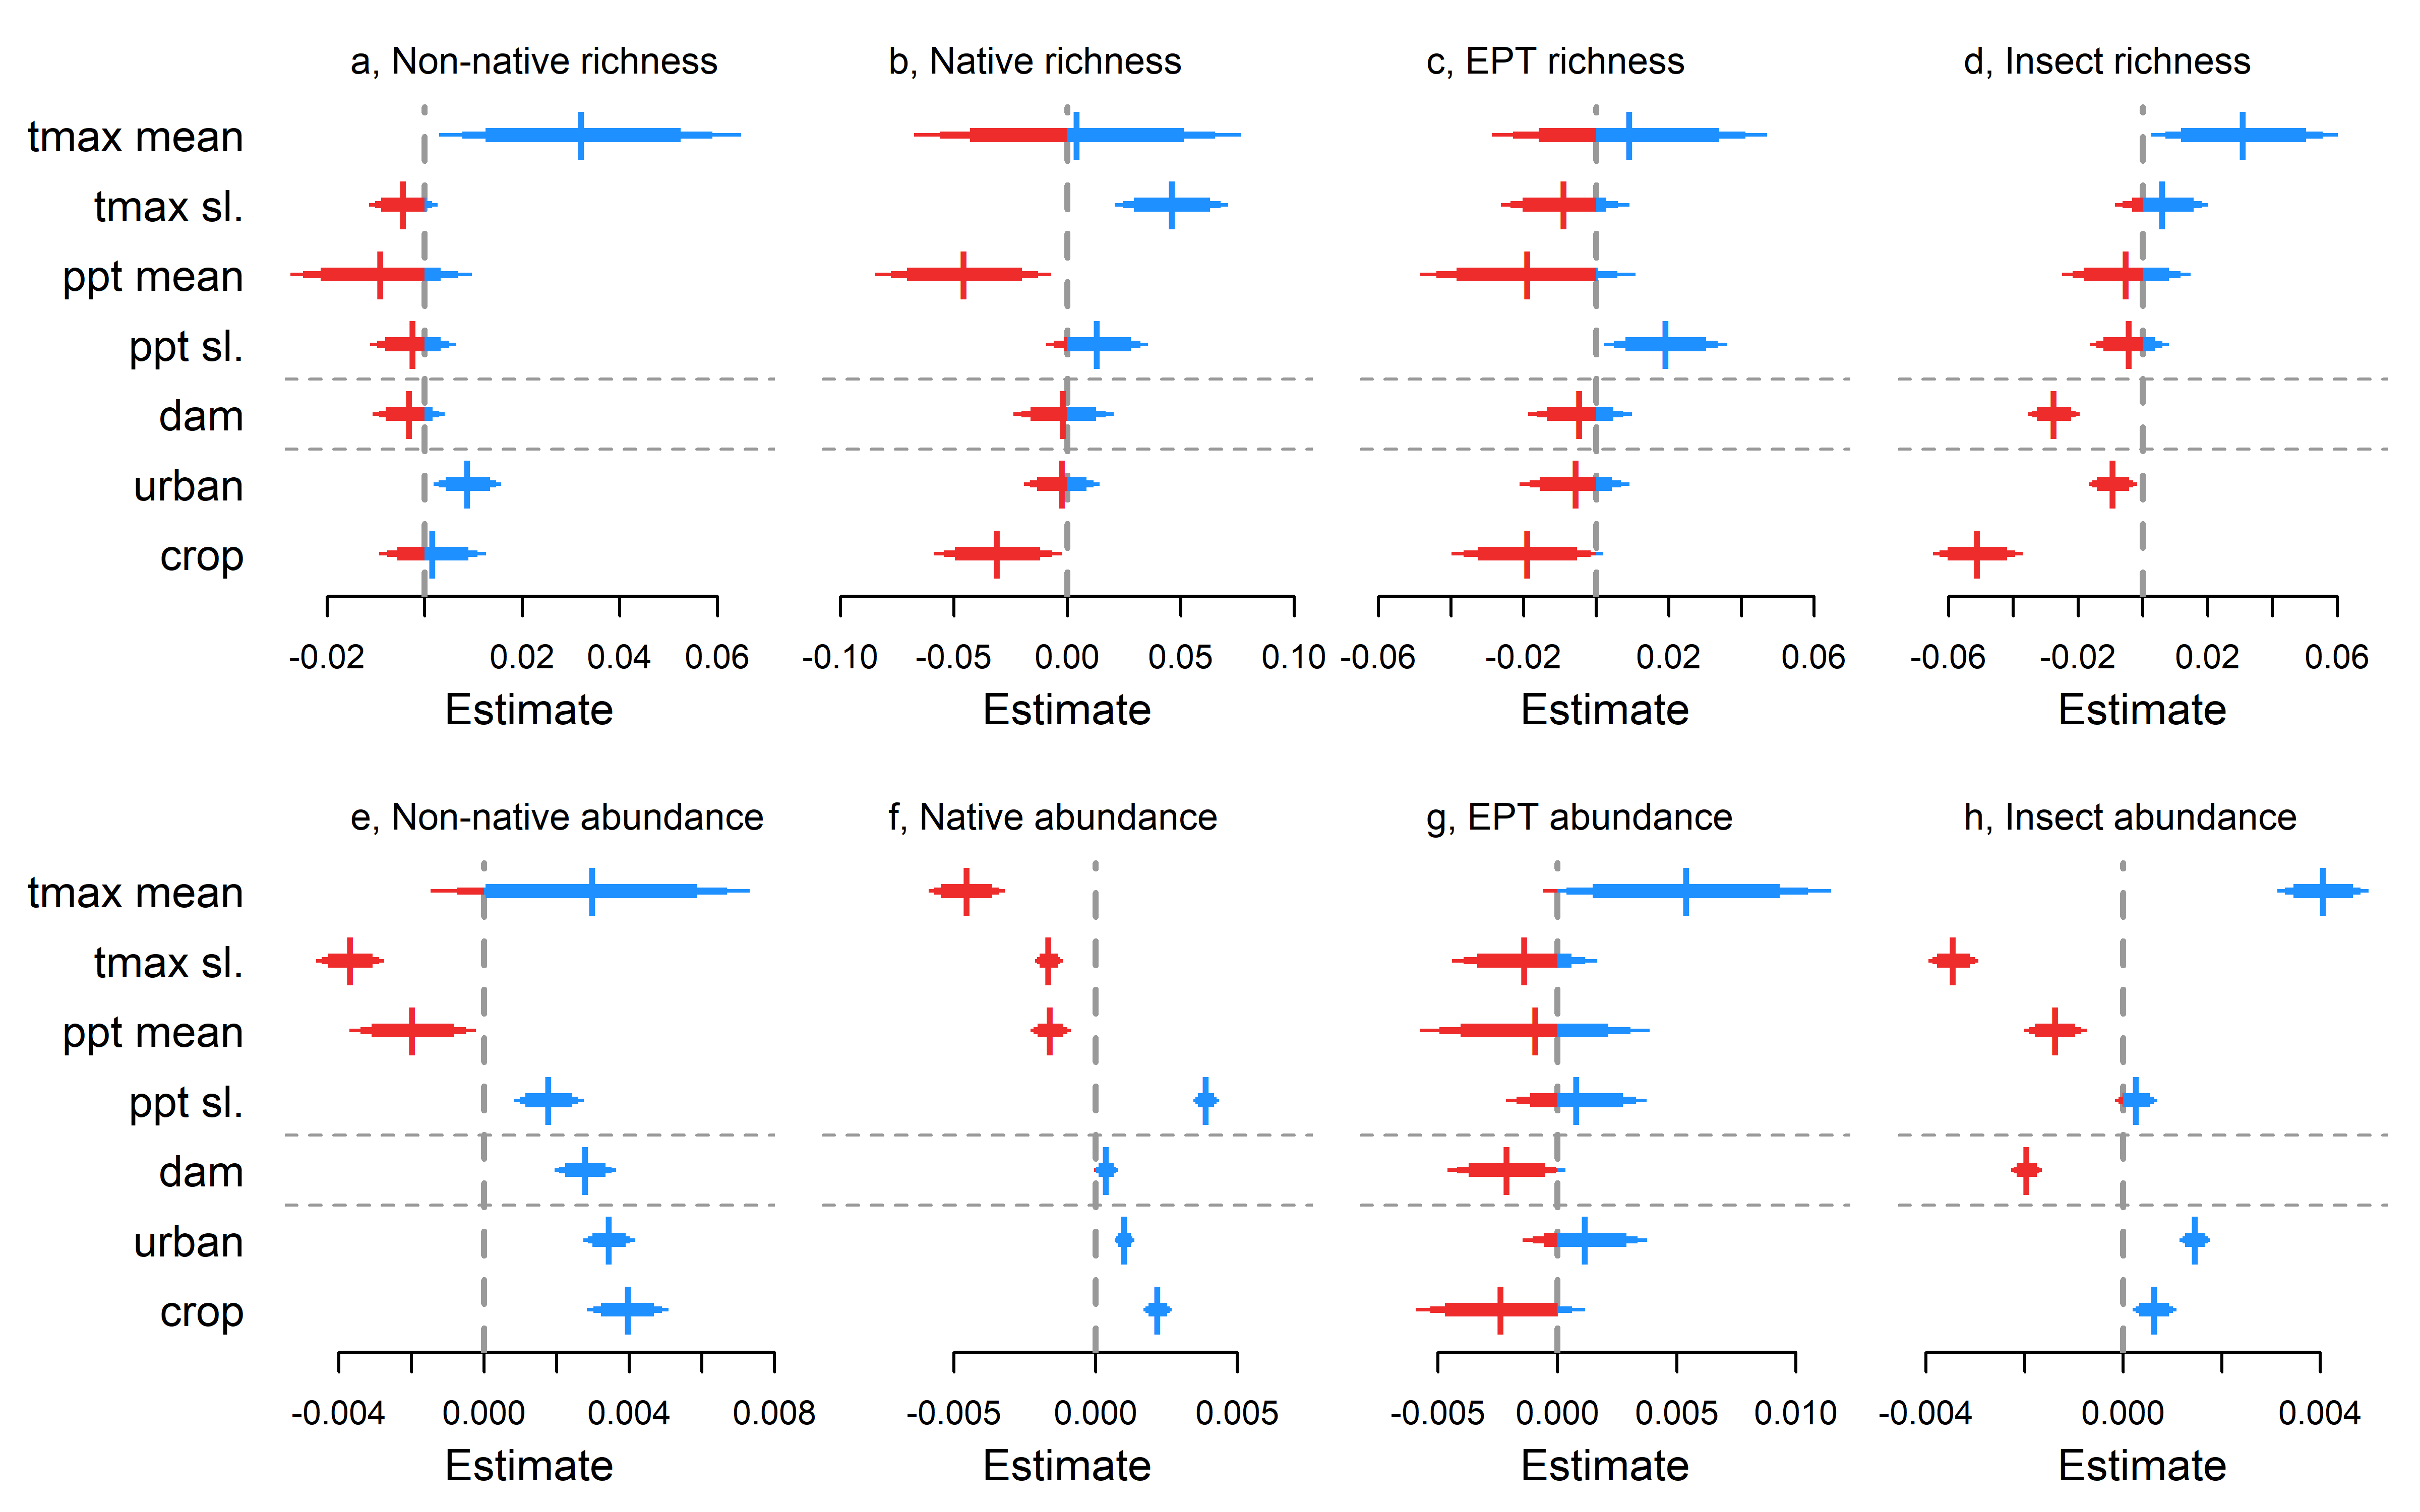 a, Non-native richness b, Native richness c, EPT richness d, Insect richness
tmax mean
tmax sl.
ppt mean
ppt sl.
dam
urban
crop
-0.02 0.02 0.04 0.06 -0.10 -0.05 0.00 0.05 0.10 -0.06 -0.02 0.02 0.06 -0.06 -0.02 0.02 0.06
Estimate Estimate Estimate Estimate
e, Non-native abundance f, Native abundance g, EPT abundance h, Insect abundance
tmax mean
tmax sl.
ppt mean
ppt sl.
dam
urban
crop
-0.004 0.000 0.004 0.008 -0.005 0.000 0.005 -0.005 0.000 0.005 0.010 -0.004 0.000 0.004
Estimate Estimate Estimate Estimate